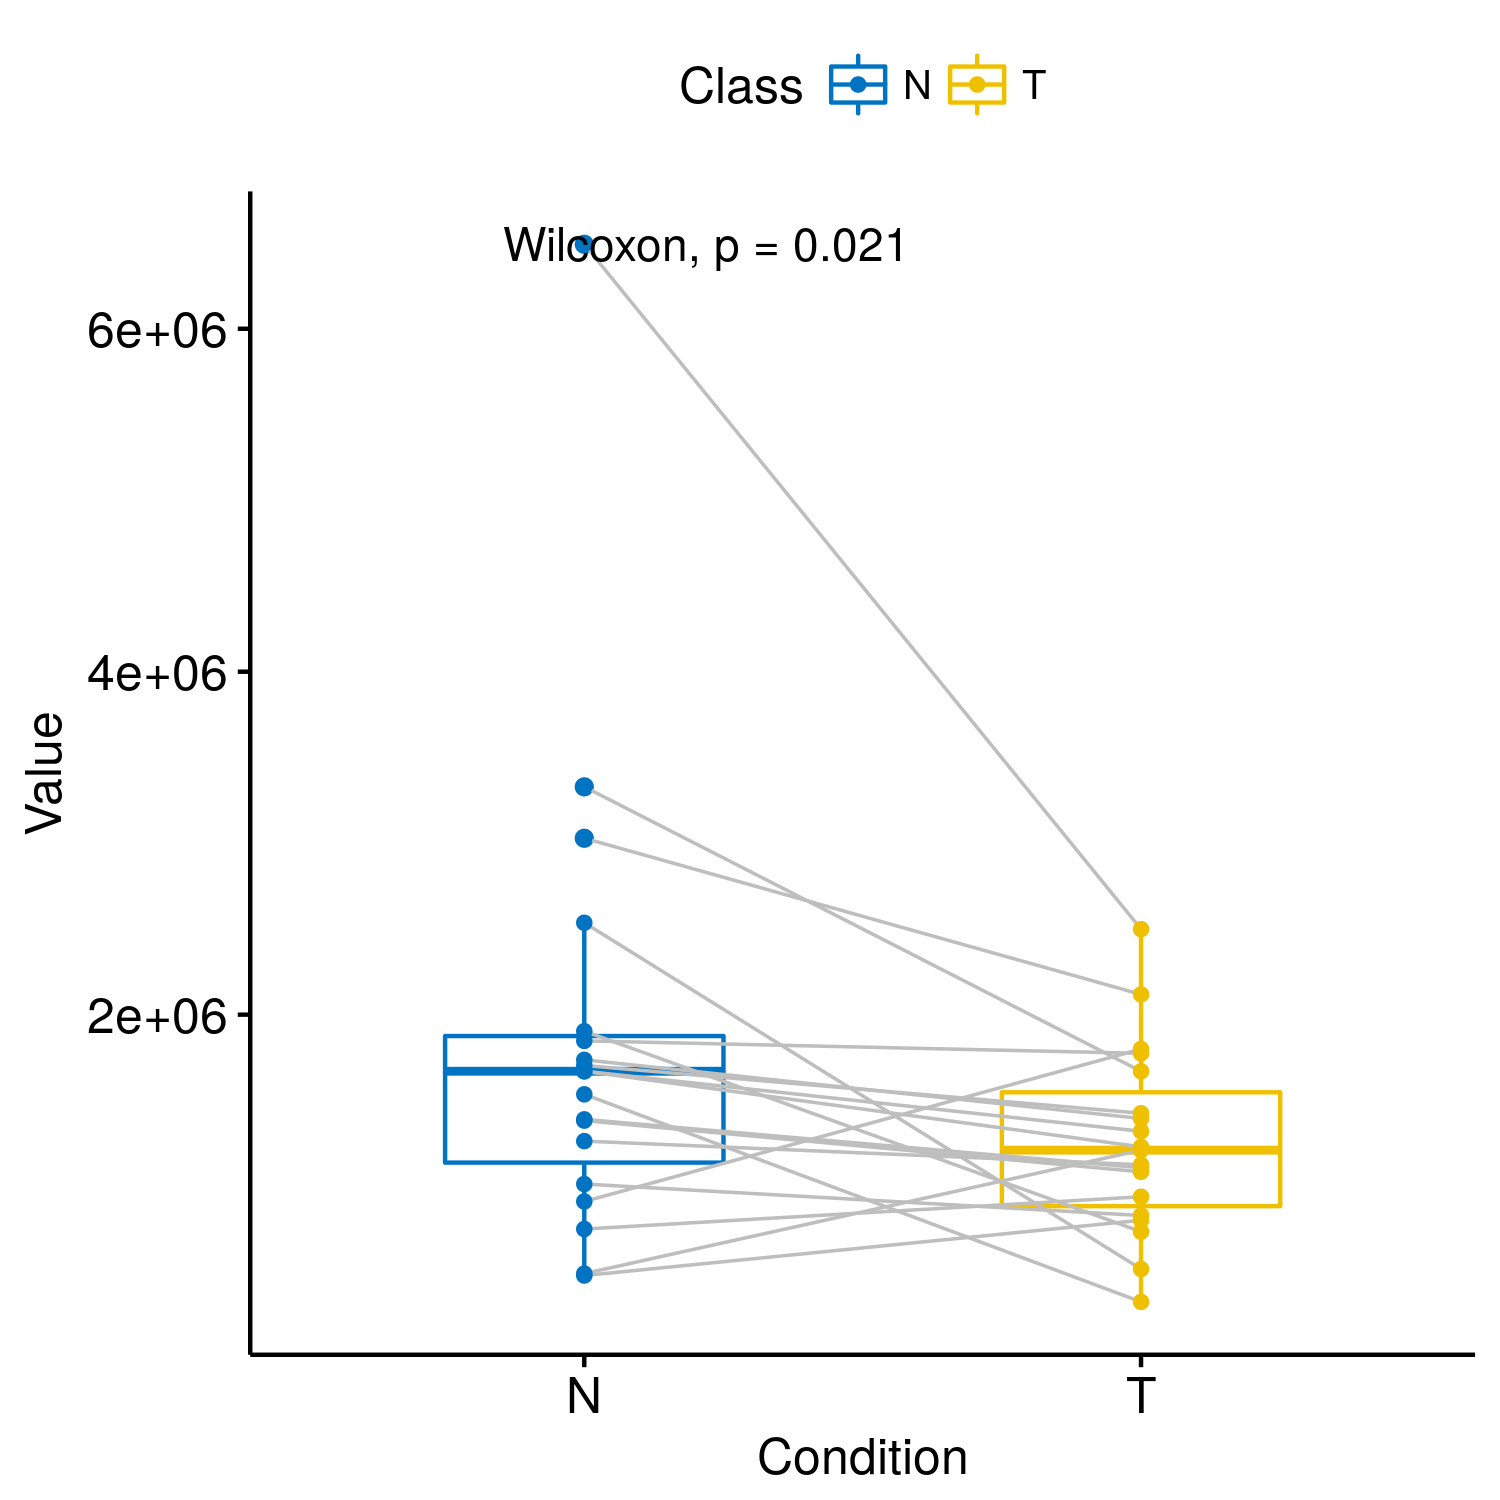 Class N T
Wilcoxon, p = 0.021
6e+06
4e+06
2e+06
Value
N T
Condition